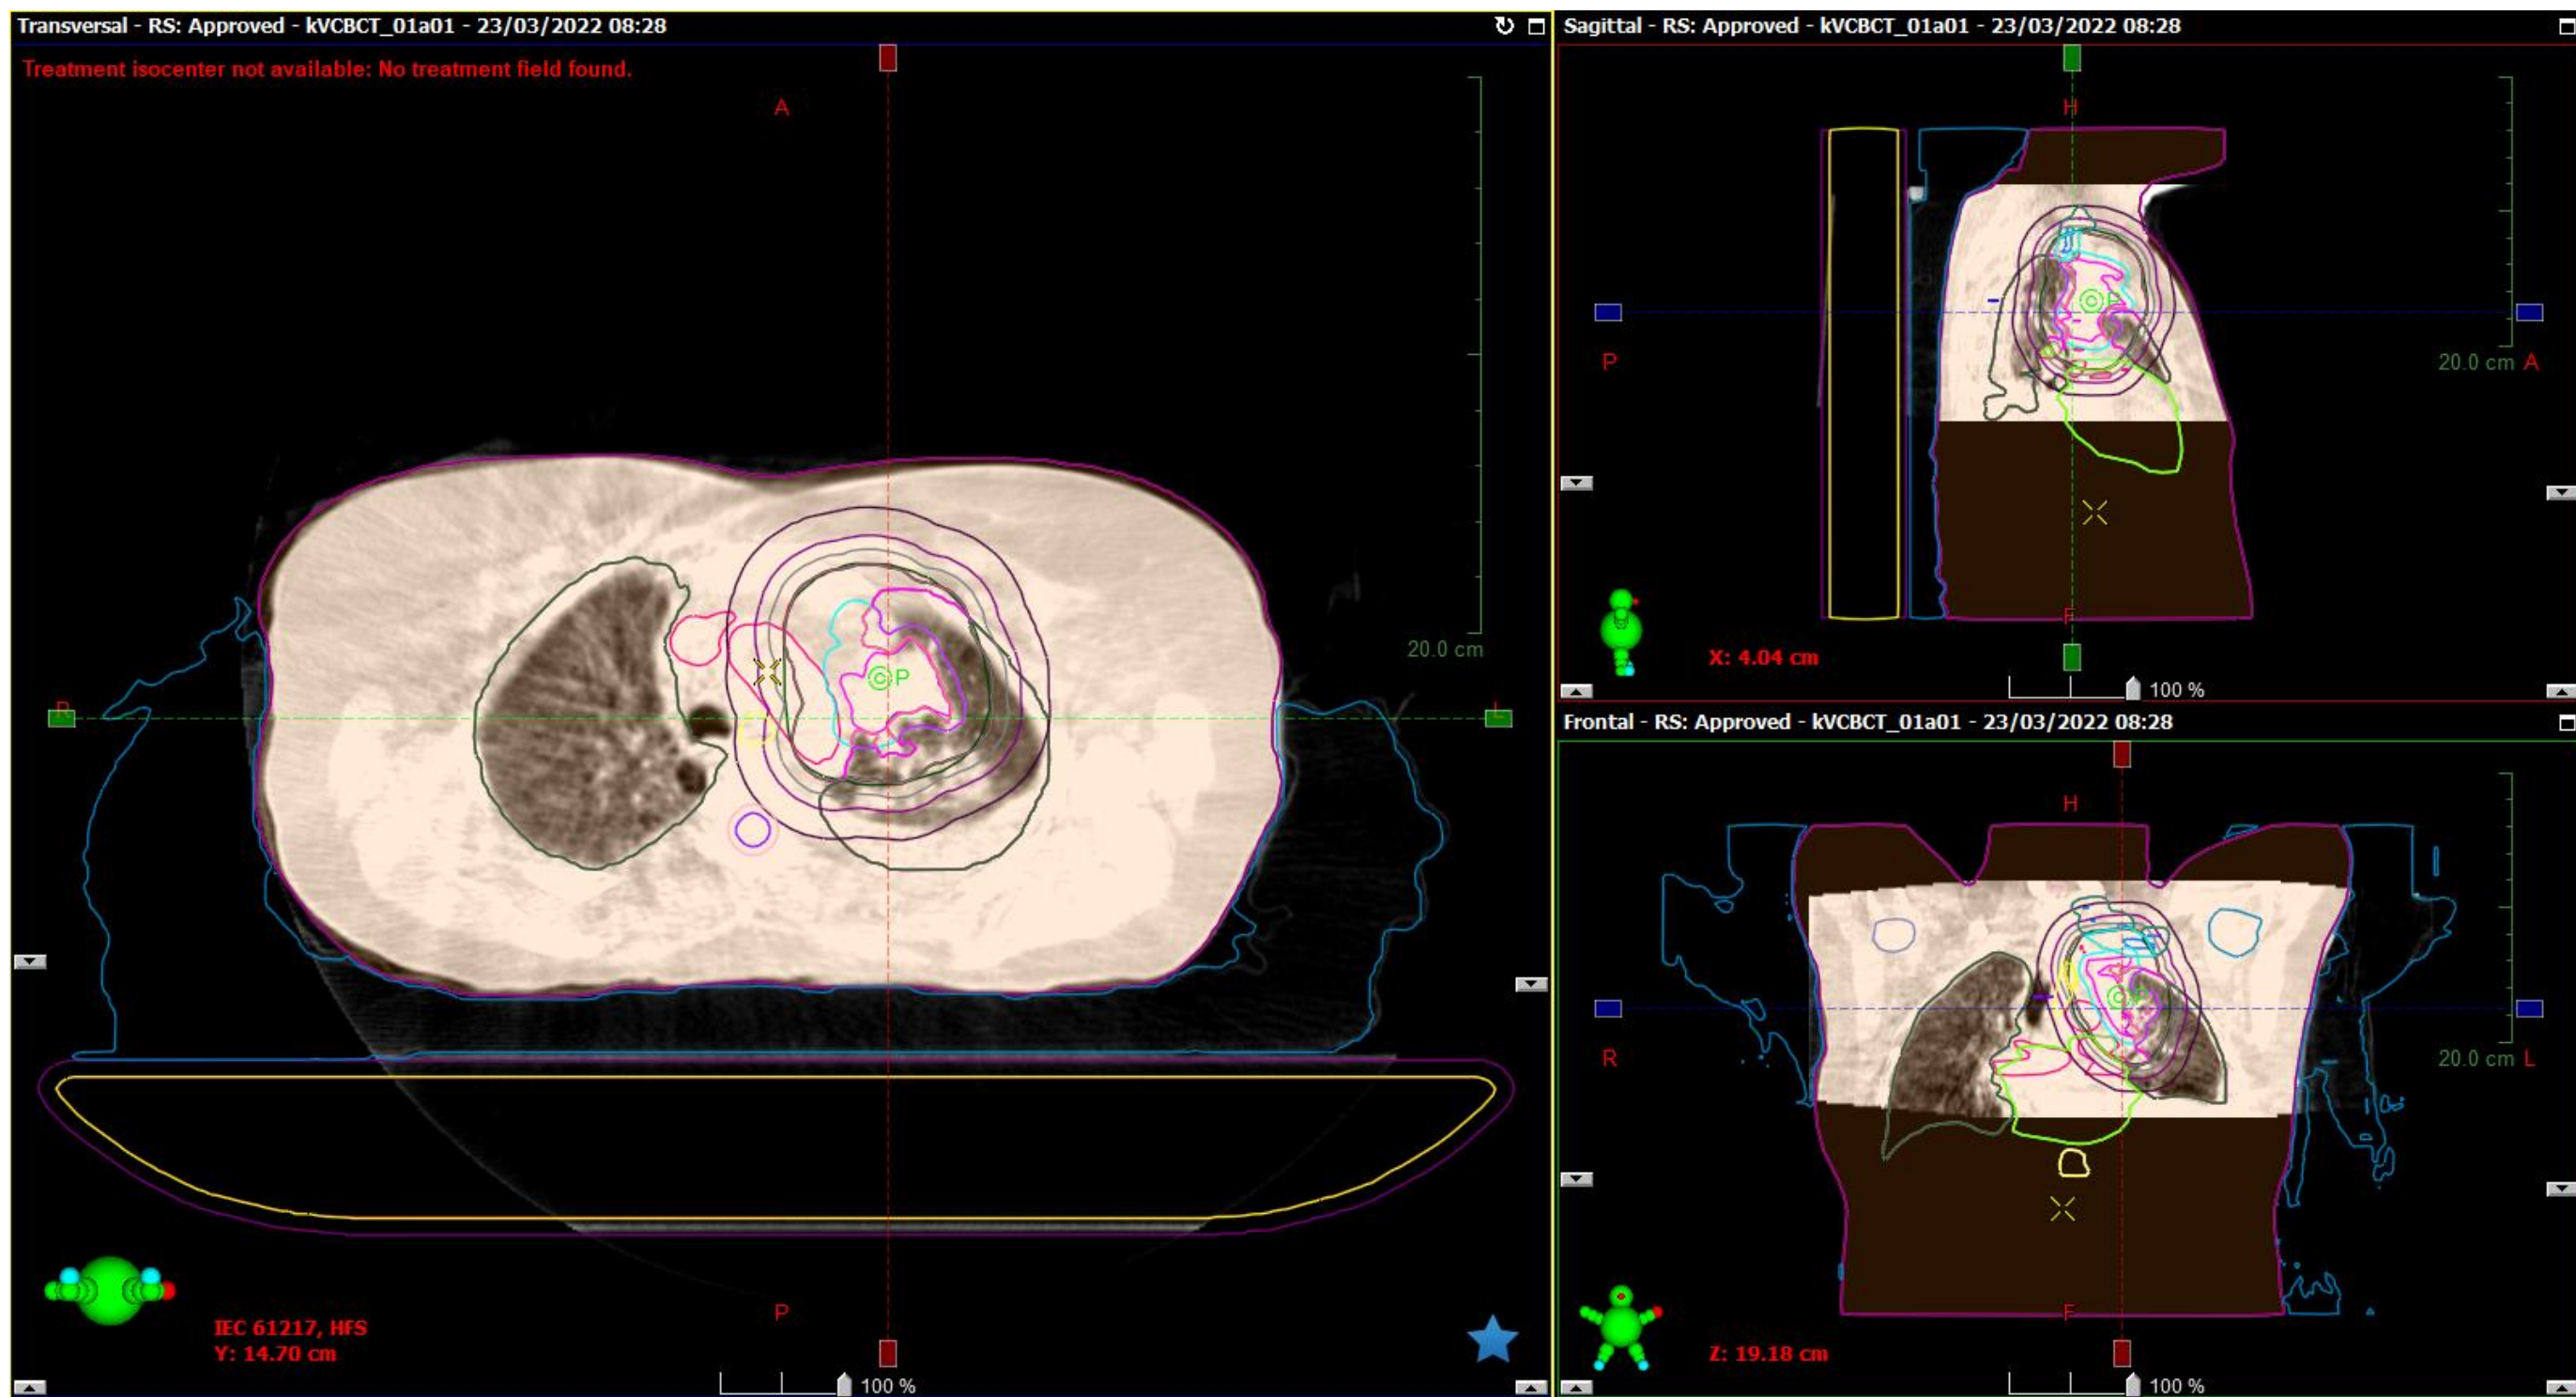 Transversal - RS: Approved - kVCBCT_01a01 - 23/03/2022 08:28
Treatment isocenter not available: No treatment field found.
A
20.0 cm
P
R
L
P
IEC 61217, HFS
Y: 14.70 cm
100 %
Sagittal - RS: Approved - kVCBCT_01a01 - 23/03/2022 08:28
H
P
P
20.0 cm A
F
X: 4.04 cm
100 %
Frontal - RS: Approved - kVCBCT_01a01 - 23/03/2022 08:28
H
P
R
20.0 cm L
F
Z: 19.18 cm
100 %